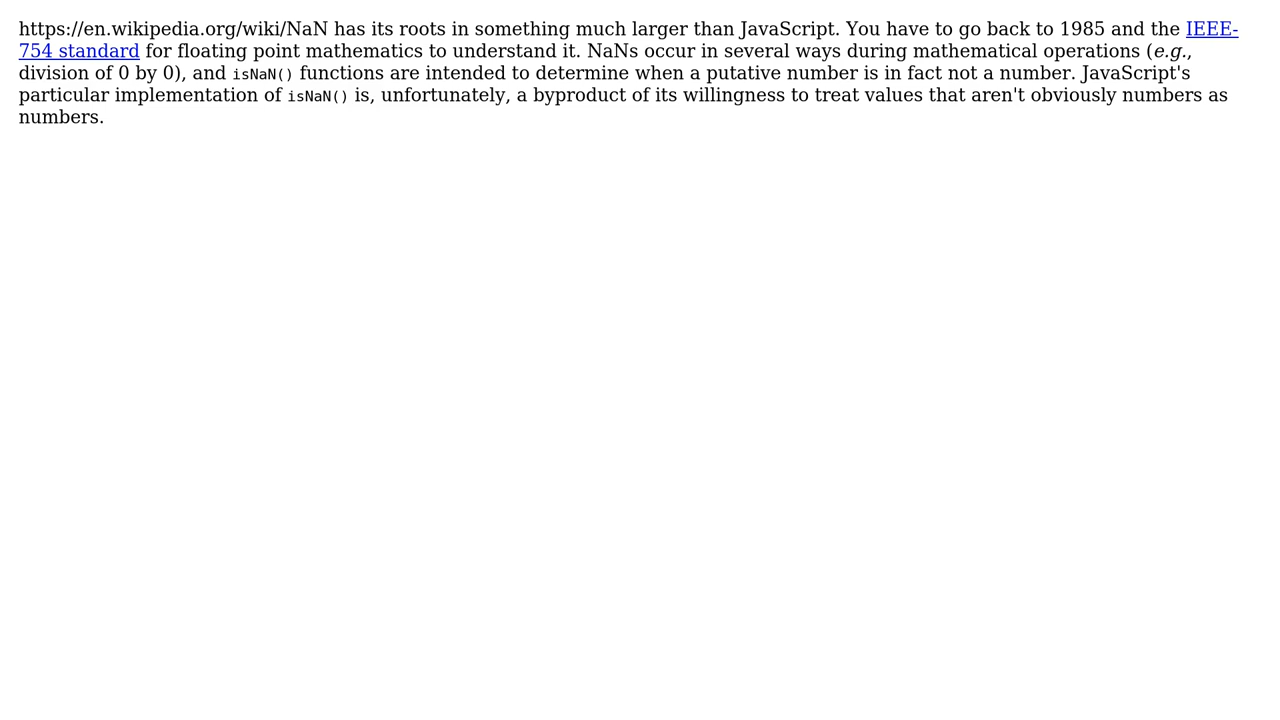 https://en.wikipedia.org/wiki/NaN has its roots in something much larger than JavaScript. You have to go back to 1985 and the IEEE-
754 standard for floating point mathematics to understand it. NaNs occur in several ways during mathematical operations (e.g.,
division of 0 by 0), and isNaN() functions are intended to determine when a putative number is in fact not a number. JavaScript's
particular implementation of isNaN() is, unfortunately, a byproduct of its willingness to treat values that aren't obviously numbers as
numbers.